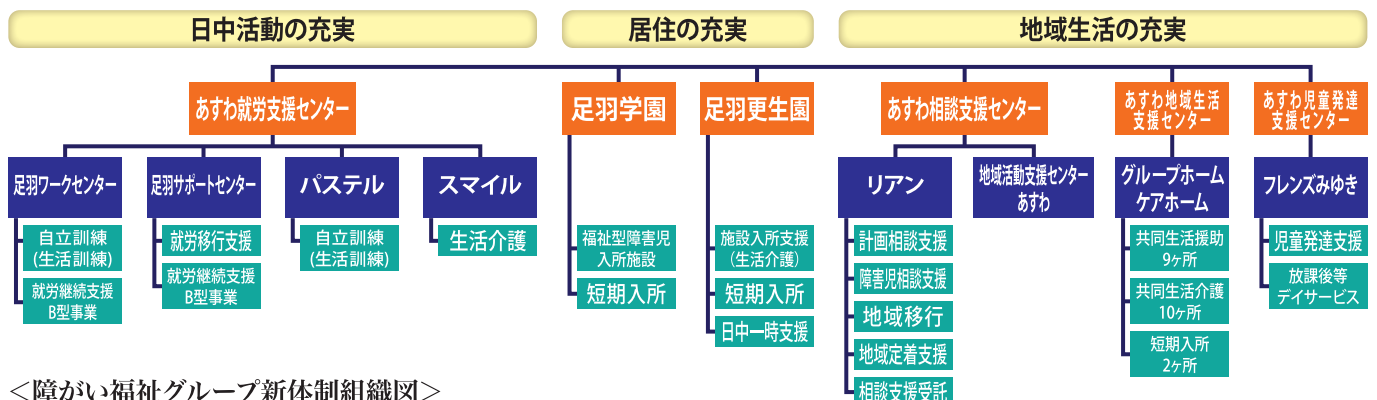 日中活動の充実
居住の充実
地域生活の充実
あすわ就労支援センター
足羽学園
足羽更生園
あすわ相談支援センター
あすわ地域生活
支援センター
あすわ児童発達
支援センター
足羽ワークセンター
足羽サポートセンター
パステル
スマイル
リアン
地域活動支援センター
あすわ
グループホーム
ケアホーム
フレンズみゆき
自立訓練
(生活訓練)
就労継続支援
B型事業
就労移行支援
就労継続支援
B型事業
自立訓練
(生活訓練)
生活介護
福祉型障害児
入所施設
短期入所
施設入所支援
(生活介護)
短期入所
日中一時支援
計画相談支援
障害児相談支援
地域移行
地域定着支援
相談支援受託
共同生活援助
9ヶ所
共同生活介護
10ヶ所
短期入所
2ヶ所
児童発達支援
放課後等
デイサービス
＜障がい福祉グループ新体制組織図＞